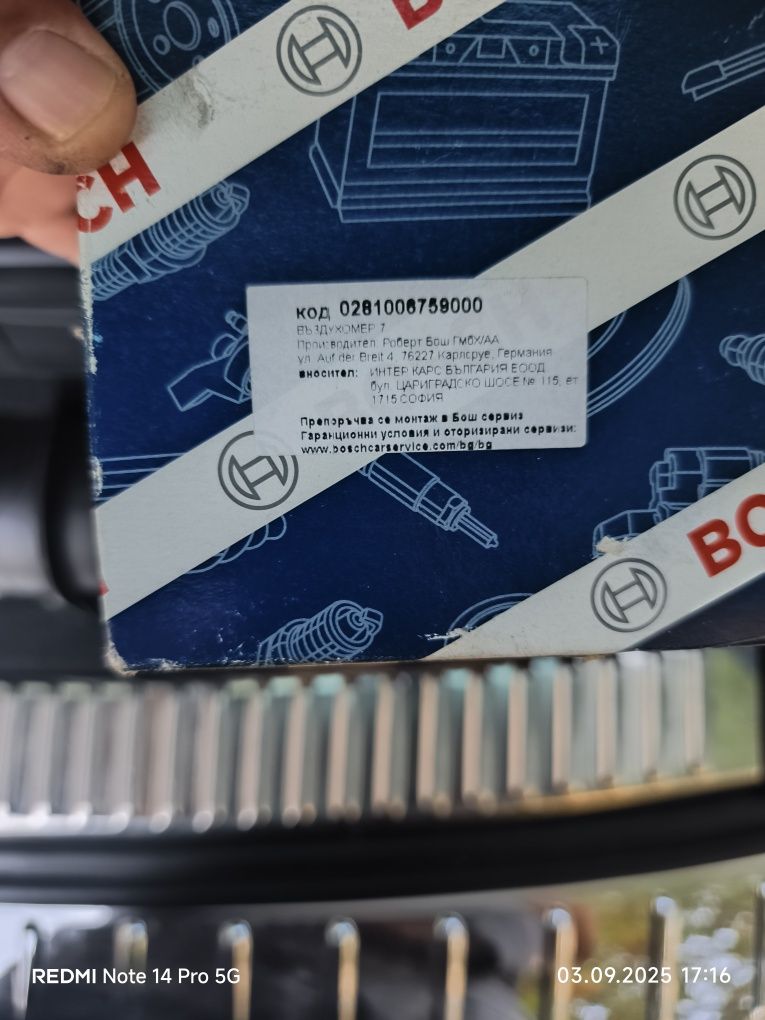 B
CH
код 0281006759000
ВЪЗДУХОМЕР 7
Производител: Роберт Бош ГмбХ/АА
ул. Auf der Breit 4, 76227 Карлсруе, Германия
вносител: ИНТЕР КАРС БЪЛГАРИЯ ЕООД
бул. ЦАРИГРАДСКО ШОСЕ № 115, ет
1715 СОФИЯ
Препоръчва се монтаж в Бош сервиз
Гаранционни условия и оторизирани сервизи:
www.boschcarservice.com/bg/bg
BO
REDMI Note 14 Pro 5G
03.09.2025 17:16